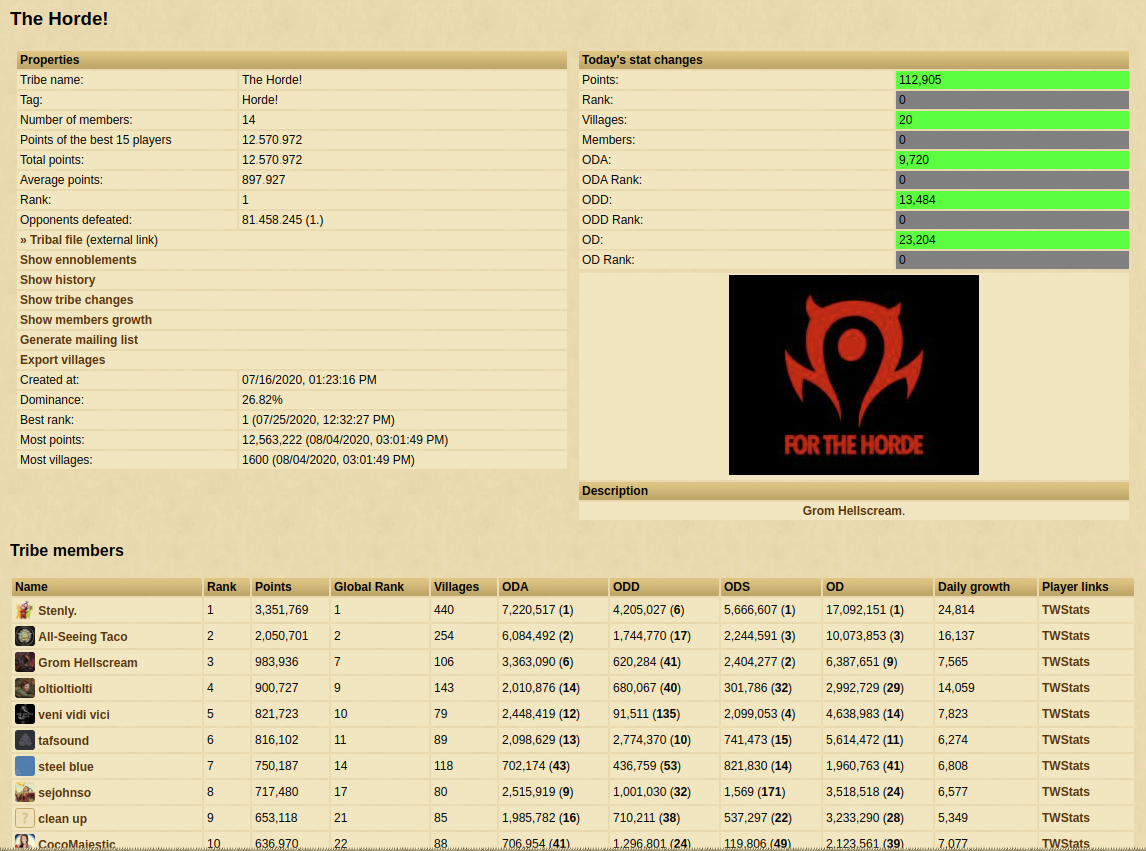 The Horde!
Properties
Tribe name: The Horde!
Tag: Horde!
Number of members: 14
Points of the best 15 players 12.570.972
Total points: 12.570.972
Average points: 897.927
Rank: 1
Opponents defeated: 81.458.245 (1.)
» Tribal file (external link)
Show ennoblements
Show history
Show tribe changes
Show members growth
Generate mailing list
Export villages
Created at: 07/16/2020, 01:23:16 PM
Dominance: 26.82%
Best rank: 1 (07/25/2020, 12:32:27 PM)
Most points: 12,563,222 (08/04/2020, 03:01:49 PM)
Most villages: 1600 (08/04/2020, 03:01:49 PM)
Today's stat changes
Points: 112,905
Rank: 0
Villages: 20
Members: 0
ODA: 9,720
ODA Rank: 0
ODD: 13,484
ODD Rank: 0
OD: 23,204
OD Rank: 0
FOR THE HORDE
Description
Grom Hellscream.
Tribe members
Name Rank Points Global Rank Villages ODA ODD ODS OD Daily growth Player links
Stenly. 1 3,351,769 1 440 7,220,517 (1) 4,205,027 (6) 5,666,607 (1) 17,092,151 (1) 24,814 TWStats
All-Seeing Taco 2 2,050,701 2 254 6,084,492 (2) 1,744,770 (17) 2,244,591 (3) 10,073,853 (3) 16,137 TWStats
Grom Hellscream 3 983,936 7 106 3,363,090 (6) 620,284 (41) 2,404,277 (2) 6,387,651 (9) 7,565 TWStats
oltioltiolti 4 900,727 9 143 2,010,876 (14) 680,067 (40) 301,786 (32) 2,992,729 (29) 14,059 TWStats
veni vidi vici 5 821,723 10 79 2,448,419 (12) 91,511 (135) 2,099,053 (4) 4,638,983 (14) 7,823 TWStats
tafsound 6 816,102 11 89 2,098,629 (13) 2,774,370 (10) 741,473 (15) 5,614,472 (11) 6,274 TWStats
steel blue 7 750,187 14 118 702,174 (43) 436,759 (53) 821,830 (14) 1,960,763 (41) 6,808 TWStats
sejohnso 8 717,480 17 80 2,515,919 (9) 1,001,030 (32) 1,569 (171) 3,518,518 (24) 6,577 TWStats
? clean up 9 653,118 21 85 1,985,782 (16) 710,211 (38) 537,297 (22) 3,233,290 (28) 5,349 TWStats
CocoMajestic 10 636,970 22 88 706,954 (41) 1,296,801 (24) 119,806 (49) 2,123,561 (39) 7,077 TWStats